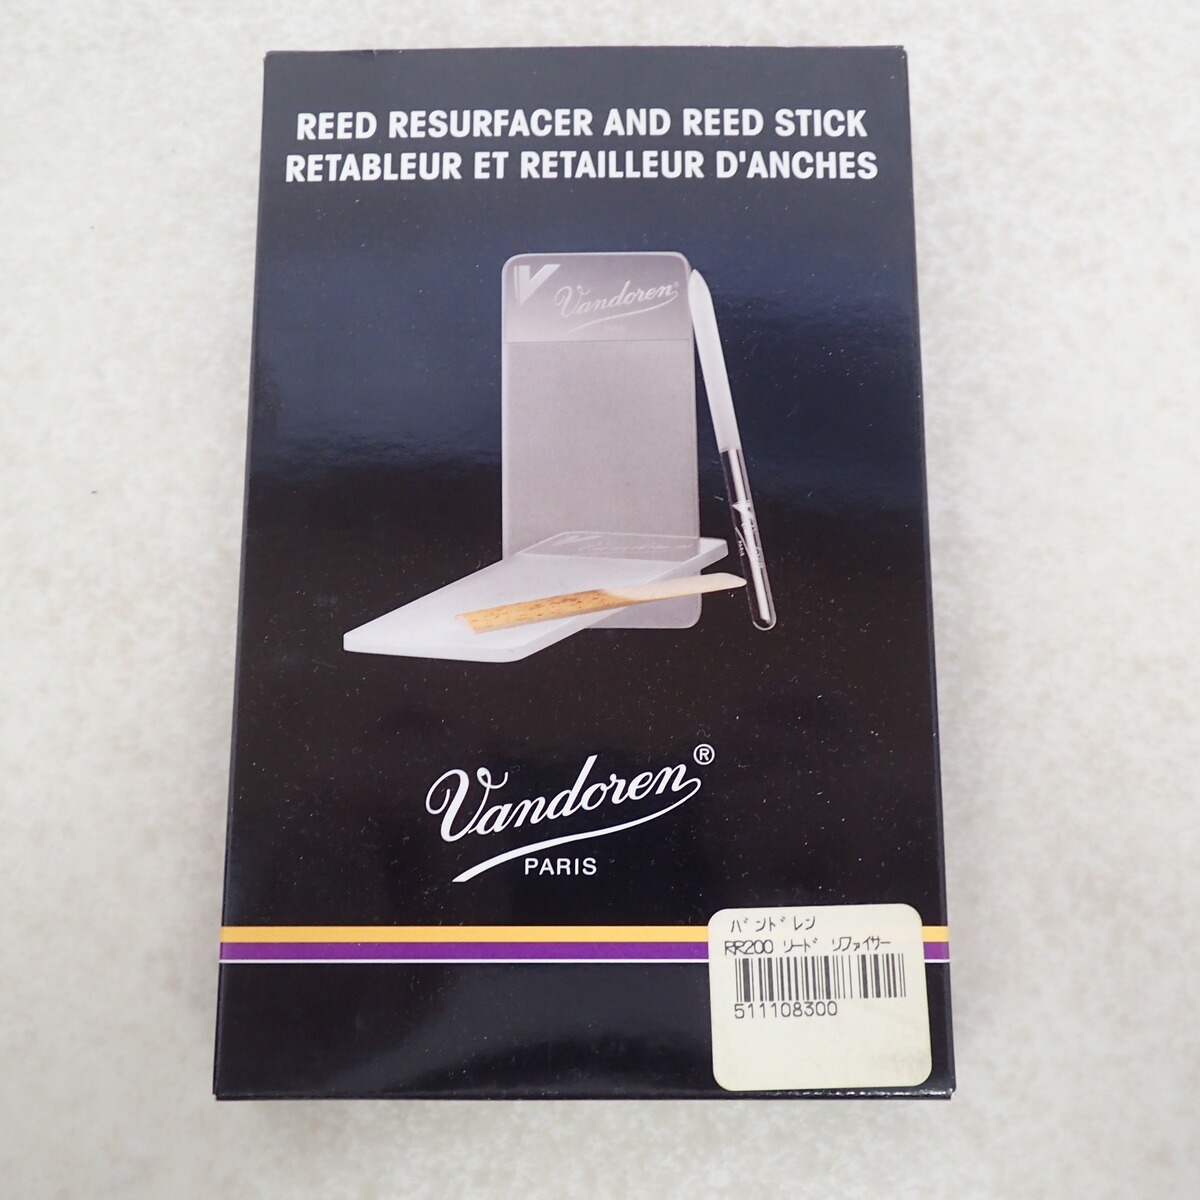 REED RESURFACER AND REED STICK
RETABLEUR ET RETAILLEUR D'ANCHES
V Vandoren®
PARIS
Vandoren®
PARIS
バンドレン
RR200 リード リファイサー
511108300